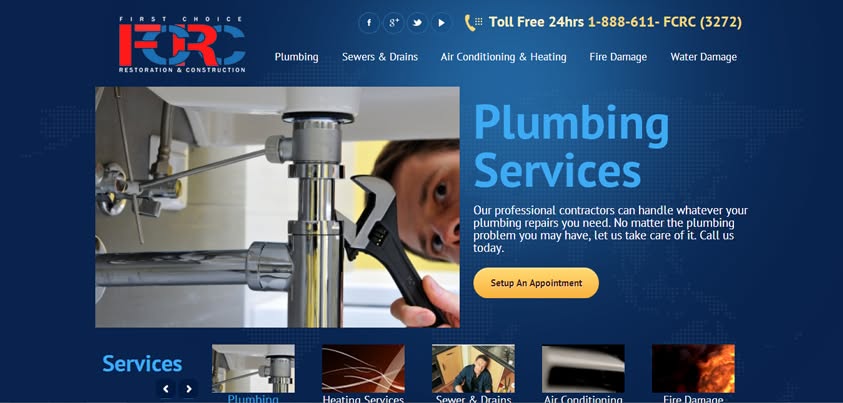 FIRST CHOICE
FCRC
RESTORATION & CONSTRUCTION
f
g+
Toll Free 24hrs 1-888-611- FCRC (3272)
Plumbing
Sewers & Drains
Air Conditioning & Heating
Fire Damage
Water Damage
Plumbing
Services
Our professional contractors can handle whatever your
plumbing repairs you need. No matter the plumbing
problem you may have, let us take care of it. Call us
today.
Setup An Appointment
Services
Plumbing
Heating Services
Sewer & Drains
Air Conditioning
Fire Damage